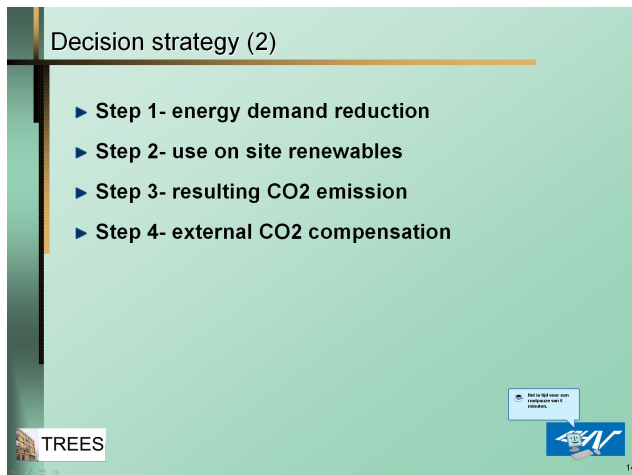 Decision strategy (2)
Step 1- energy demand reduction
Step 2- use on site renewables
Step 3- resulting CO2 emission
Step 4- external CO2 compensation
Het is tijd voor een
rustpauze van 5
minuten.
TREES